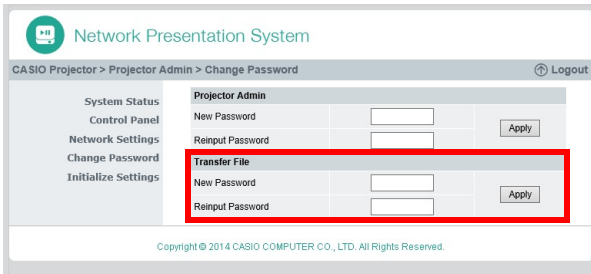 Network Presentation System
CASIO Projector > Projector Admin > Change Password
Logout
System Status
Control Panel
Network Settings
Change Password
Initialize Settings
Projector Admin
New Password
Reinput Password
Apply
Transfer File
New Password
Reinput Password
Apply
Copyright © 2014 CASIO COMPUTER CO., LTD. All Rights Reserved.